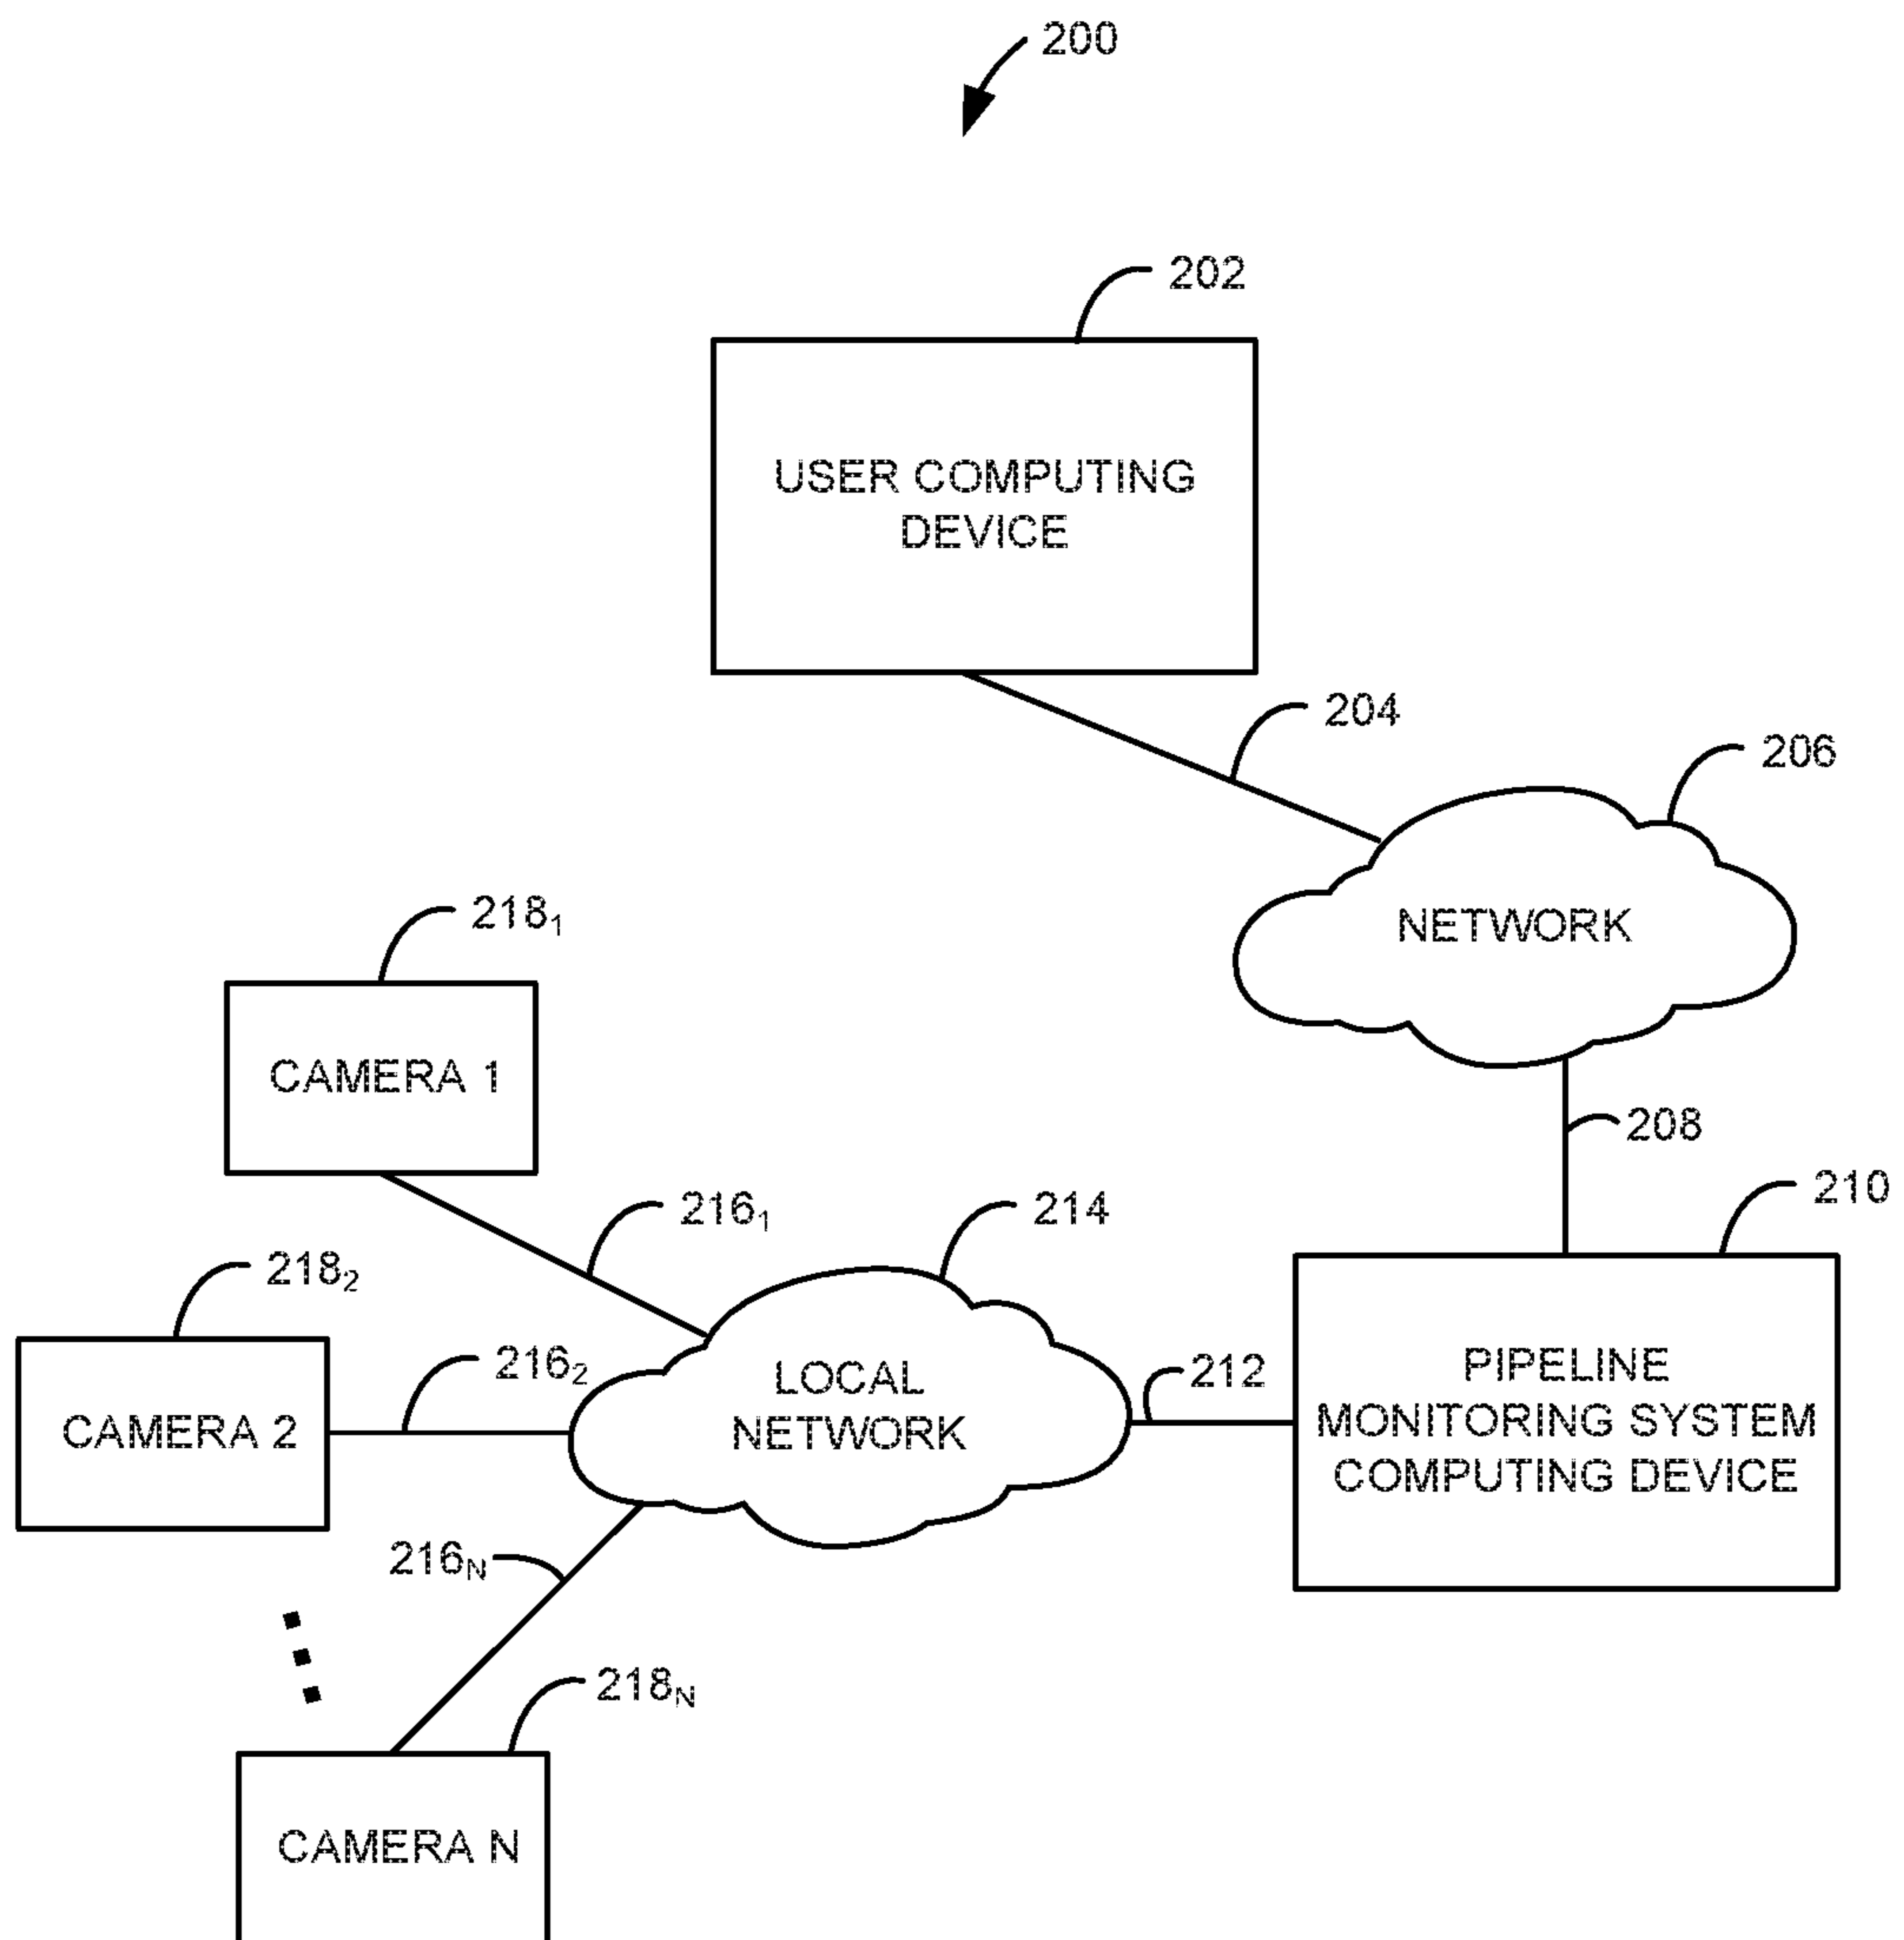 200
202
USER COMPUTING
DEVICE
204
206
NETWORK
218₁
CAMERA 1
208
210
216₁
214
218₂
216₂
LOCAL
NETWORK
212
PIPELINE
MONITORING SYSTEM
COMPUTING DEVICE
CAMERA 2
216N
218N
CAMERA N